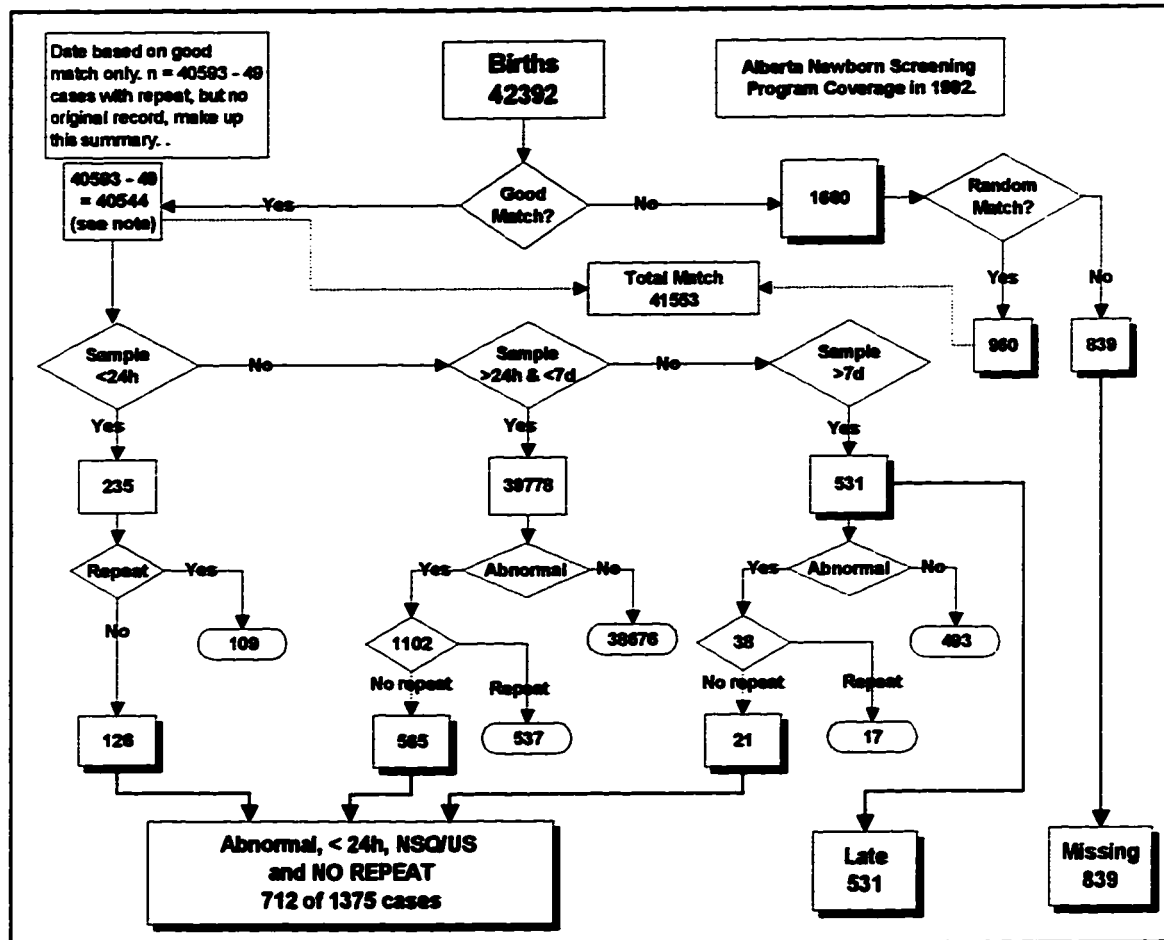 Date based on good
match only. n = 40593 - 49
cases with repeat, but no
original record, make up
this summary. .
Births
42392
Alberta Newborn Screening
Program Coverage in 1992.
40593 - 49
= 40544
(see note)
Yes
Good
Match?
No
1680
Random
Match?
Total Match
41553
Yes
No
960
839
Sample
<24h
No
Sample
>24h & <7d
No
Sample
>7d
Yes
Yes
Yes
235
39778
531
Repeat
Yes
Yes
Abnormal
No
Yes
Abnormal
No
No
109
1102
38676
38
493
No repeat
Repeat
No repeat
Repeat
126
565
537
21
17
Abnormal, < 24h, NSQ/US
and NO REPEAT
712 of 1375 cases
Late
531
Missing
839